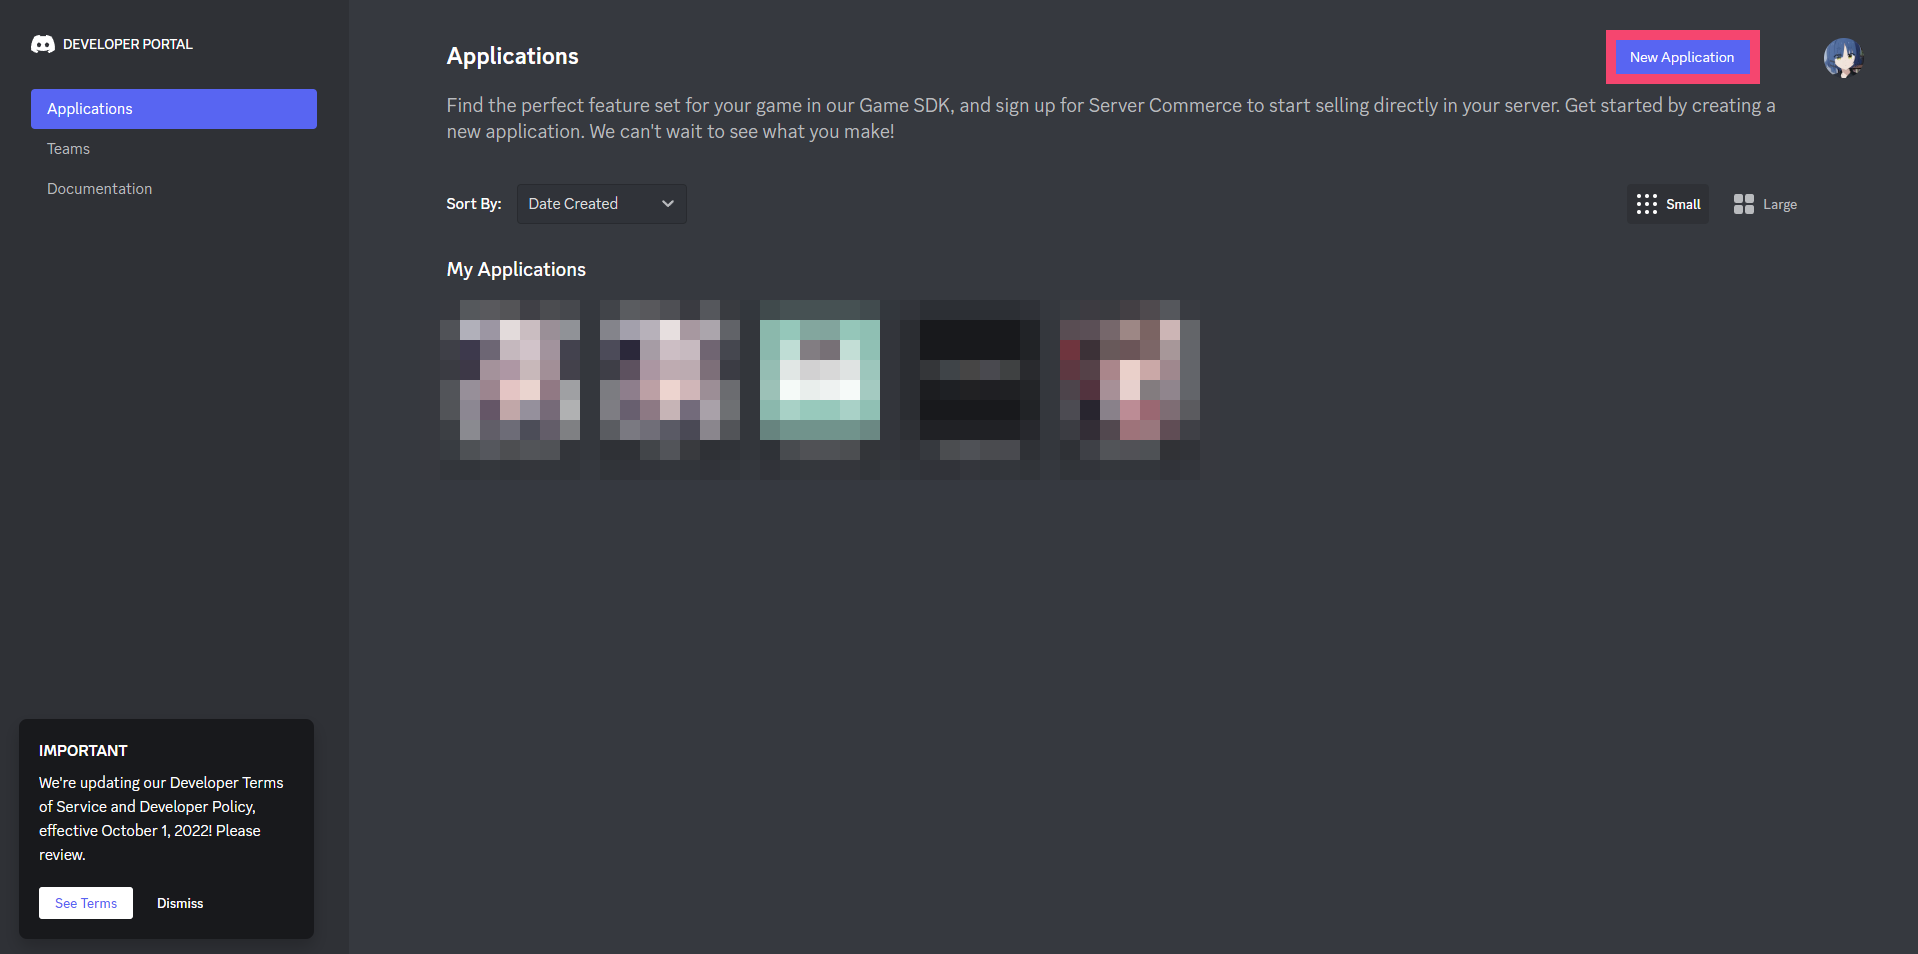 DEVELOPER PORTAL
Applications
Teams
Documentation
Applications
New Application
Find the perfect feature set for your game in our Game SDK, and sign up for Server Commerce to start selling directly in your server. Get started by creating a
new application. We can't wait to see what you make!
Sort By: Date Created
Small Large
My Applications
IMPORTANT
We're updating our Developer Terms
of Service and Developer Policy,
effective October 1, 2022! Please
review.
See Terms Dismiss